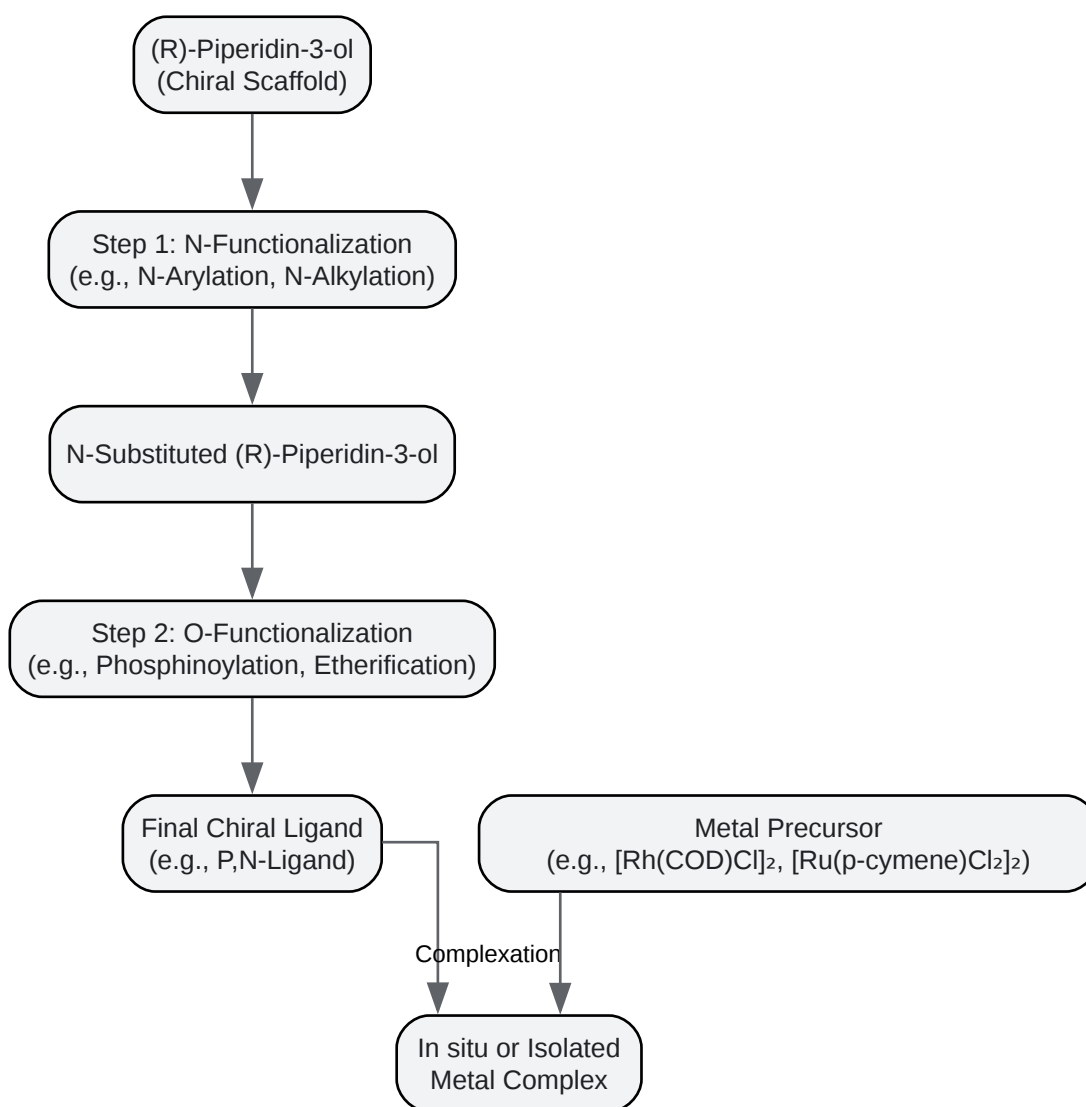 (R)-Piperidin-3-ol
(Chiral Scaffold)
Step 1: N-Functionalization
(e.g., N-Arylation, N-Alkylation)
N-Substituted (R)-Piperidin-3-ol
Step 2: O-Functionalization
(e.g., Phosphinoylation, Etherification)
Final Chiral Ligand
(e.g., P,N-Ligand)
Metal Precursor
(e.g., [Rh(COD)Cl]₂, [Ru(p-cymene)Cl₂]₂)
Complexation
In situ or Isolated
Metal Complex